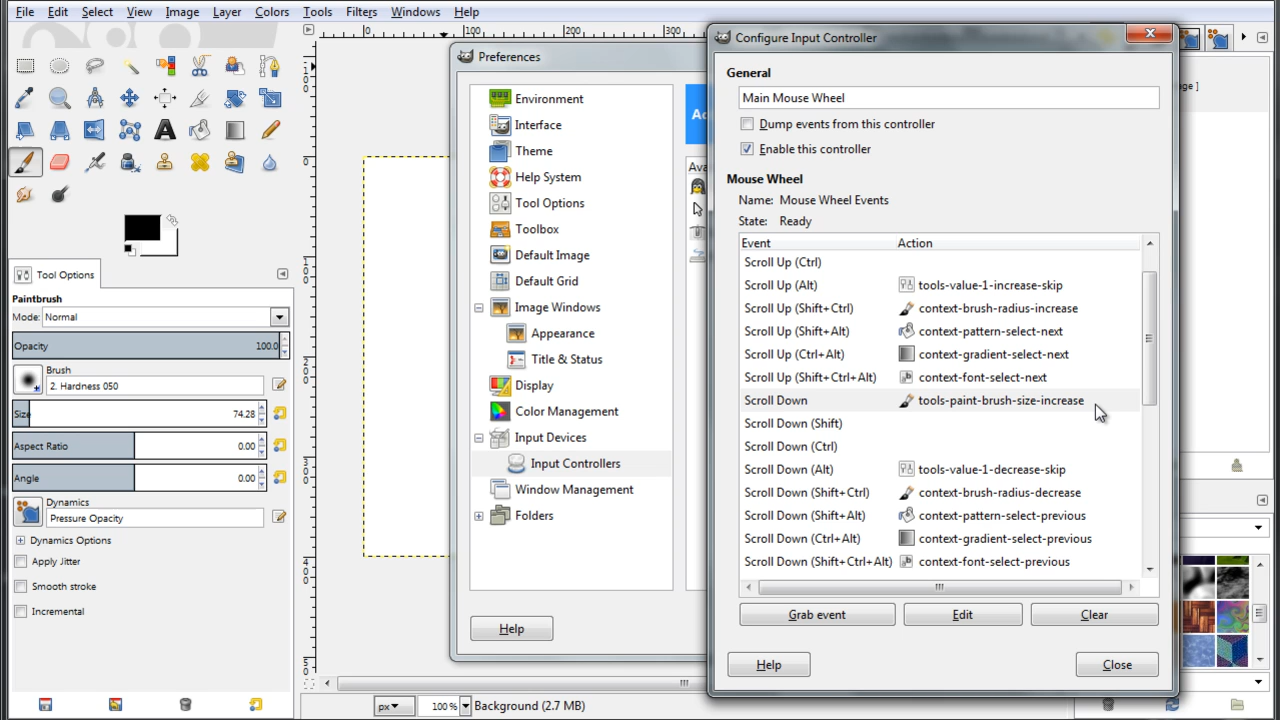 File Edit Select View Image Layer Colors Tools Filters Windows Help
0 100 200 300
Preferences
Configure Input Controller
General
Main Mouse Wheel
Dump events from this controller
Enable this controller
Mouse Wheel
Name: Mouse Wheel Events
State: Ready
Event Action
Scroll Up (Ctrl)
Scroll Up (Alt) tools-value-1-increase-skip
Scroll Up (Shift+Ctrl) context-brush-radius-increase
Scroll Up (Shift+Alt) context-pattern-select-next
Scroll Up (Ctrl+Alt) context-gradient-select-next
Scroll Up (Shift+Ctrl+Alt) context-font-select-next
Scroll Down tools-paint-brush-size-increase
Scroll Down (Shift)
Scroll Down (Ctrl)
Scroll Down (Alt) tools-value-1-decrease-skip
Scroll Down (Shift+Ctrl) context-brush-radius-decrease
Scroll Down (Shift+Alt) context-pattern-select-previous
Scroll Down (Ctrl+Alt) context-gradient-select-previous
Scroll Down (Shift+Ctrl+Alt) context-font-select-previous
Grab event Edit Clear
Help Close
Environment
Interface
Theme
Help System
Tool Options
Toolbox
Default Image
Default Grid
Image Windows
Appearance
Title & Status
Display
Color Management
Input Devices
Input Controllers
Window Management
Folders
Help
Ac
Ava
age ]
Tool Options
Paintbrush
Mode: Normal
Opacity 100.0
Brush
2. Hardness 050
Size 74.28
Aspect Ratio 0.00
Angle 0.00
Dynamics
Pressure Opacity
Dynamics Options
Apply Jitter
Smooth stroke
Incremental
px 100 % Background (2.7 MB)